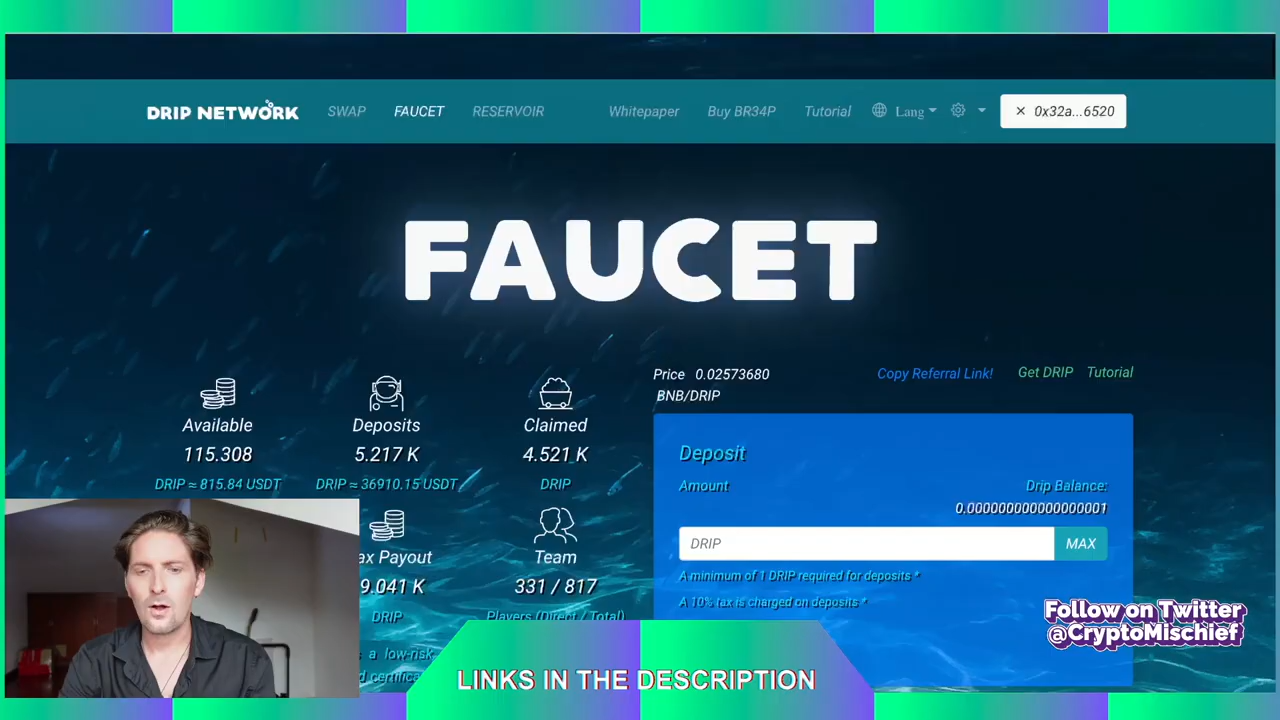 DRIP NETWORK SWAP FAUCET RESERVOIR Whitepaper Buy BR34P Tutorial Lang × 0x32a...6520
FAUCET
Price 0.02573680
BNB/DRIP
Copy Referral Link! Get DRIP Tutorial
Available Deposits Claimed
115.308 5.217 K 4.521 K
DRIP ≈ 815.84 USDT DRIP ≈ 36910.15 USDT DRIP
Deposit
Amount Drip Balance:
0.000000000000000001
DRIP MAX
A minimum of 1 DRIP required for deposits *
A 10% tax is charged on deposits *
ax Payout Team
9.041 K 331 / 817
DRIP Players (Direct / Total)
a low-risk,
d certifica
Follow on Twitter
@CryptoMischief
LINKS IN THE DESCRIPTION